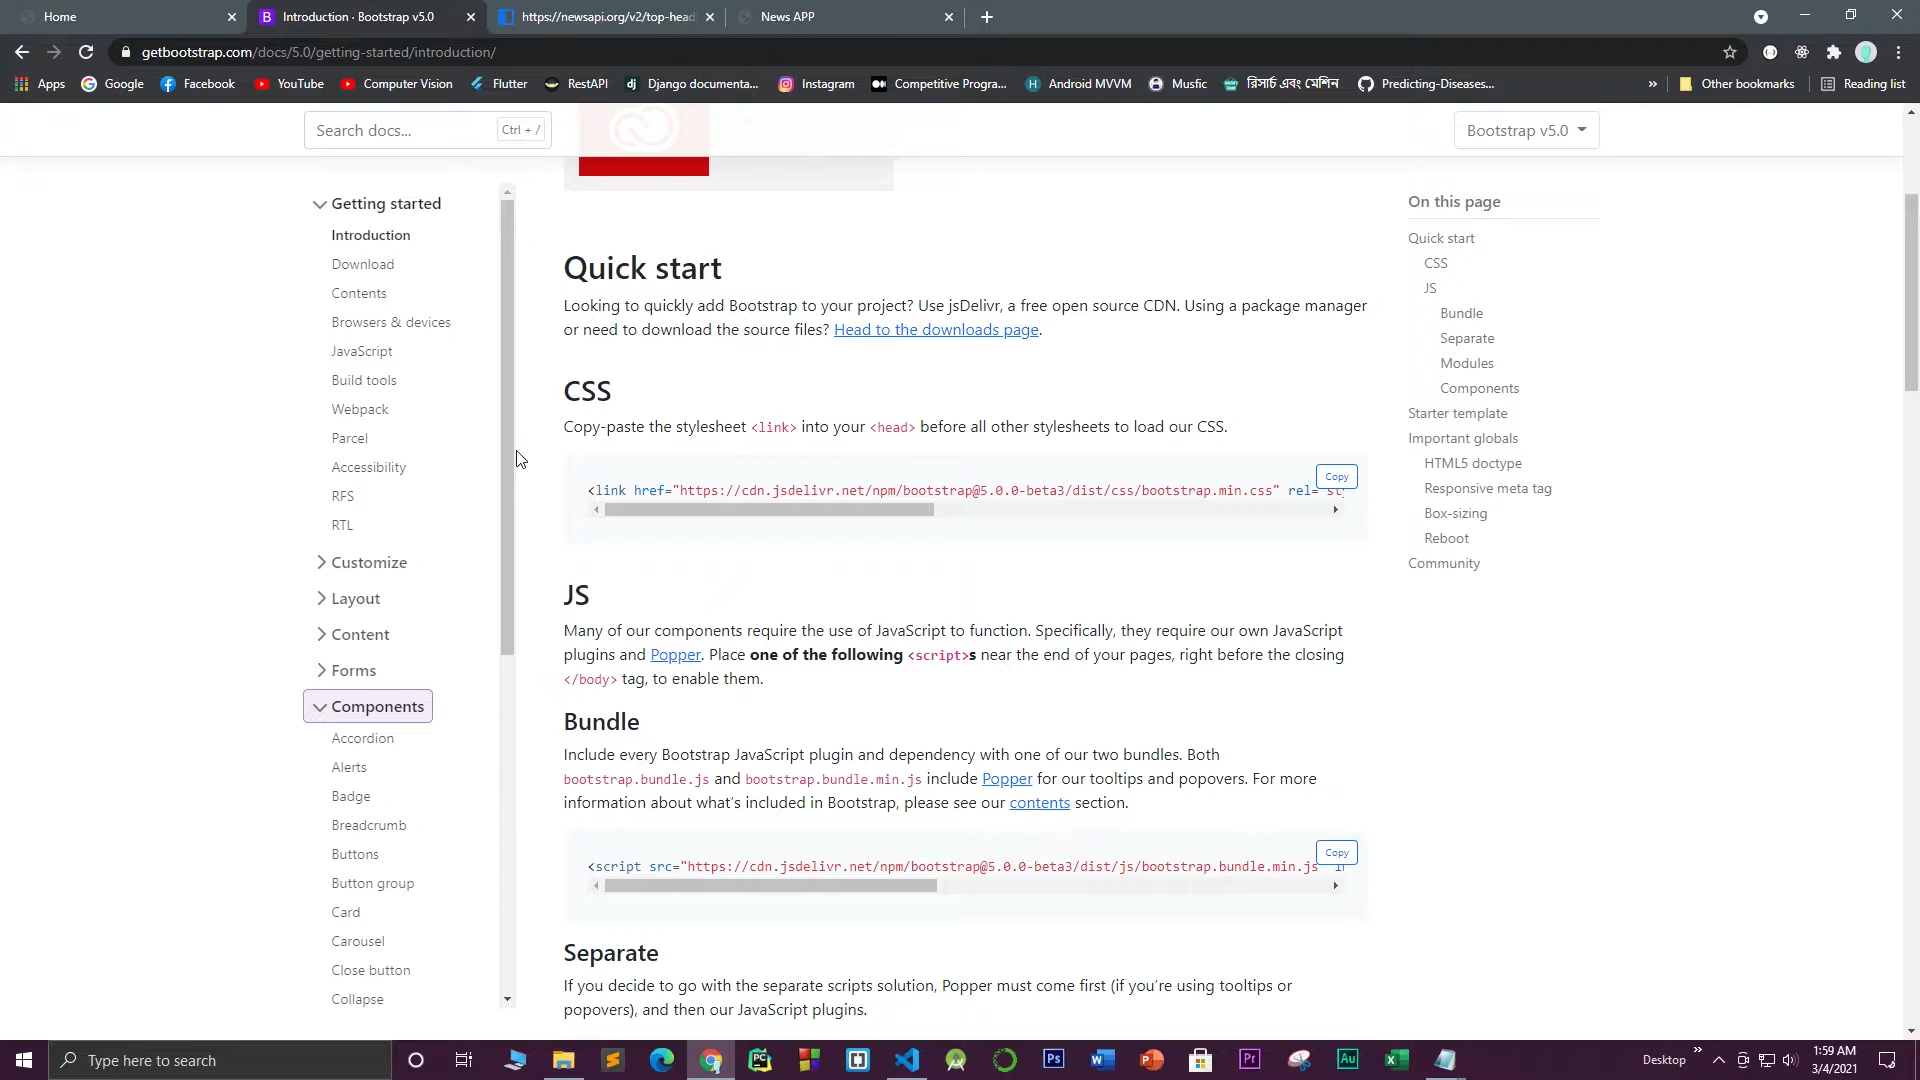 Home
Introduction · Bootstrap v5.0
https://newsapi.org/v2/top-head
News APP
getbootstrap.com/docs/5.0/getting-started/introduction/
Apps
Google
Facebook
YouTube
Computer Vision
Flutter
RestAPI
dj
Django documenta...
Instagram
Competitive Progra...
H
Android MVVM
Musfic
রিসার্চ এবং মেশিন
Predicting-Diseases...
»
Other bookmarks
Reading list
Search docs...
Ctrl + /
Bootstrap v5.0
Getting started
Introduction
Download
Contents
Browsers & devices
JavaScript
Build tools
Webpack
Parcel
Accessibility
RFS
RTL
Customize
Layout
Content
Forms
Components
Accordion
Alerts
Badge
Breadcrumb
Buttons
Button group
Card
Carousel
Close button
Collapse
Quick start
Looking to quickly add Bootstrap to your project? Use jsDelivr, a free open source CDN. Using a package manager
or need to download the source files? Head to the downloads page.
CSS
Copy-paste the stylesheet <link> into your <head> before all other stylesheets to load our CSS.
Copy
<link href="https://cdn.jsdelivr.net/npm/bootstrap@5.0.0-beta3/dist/css/bootstrap.min.css" rel="st
JS
Many of our components require the use of JavaScript to function. Specifically, they require our own JavaScript
plugins and Popper. Place one of the following <script>s near the end of your pages, right before the closing
</body> tag, to enable them.
Bundle
Include every Bootstrap JavaScript plugin and dependency with one of our two bundles. Both
bootstrap.bundle.js and bootstrap.bundle.min.js include Popper for our tooltips and popovers. For more
information about what's included in Bootstrap, please see our contents section.
Copy
<script src="https://cdn.jsdelivr.net/npm/bootstrap@5.0.0-beta3/dist/js/bootstrap.bundle.min.js
Separate
If you decide to go with the separate scripts solution, Popper must come first (if you're using tooltips or
popovers), and then our JavaScript plugins.
On this page
Quick start
CSS
JS
Bundle
Separate
Modules
Components
Starter template
Important globals
HTML5 doctype
Responsive meta tag
Box-sizing
Reboot
Community
Type here to search
PC
Ps
Pr
Au
Desktop
»
1:59 AM
3/4/2021